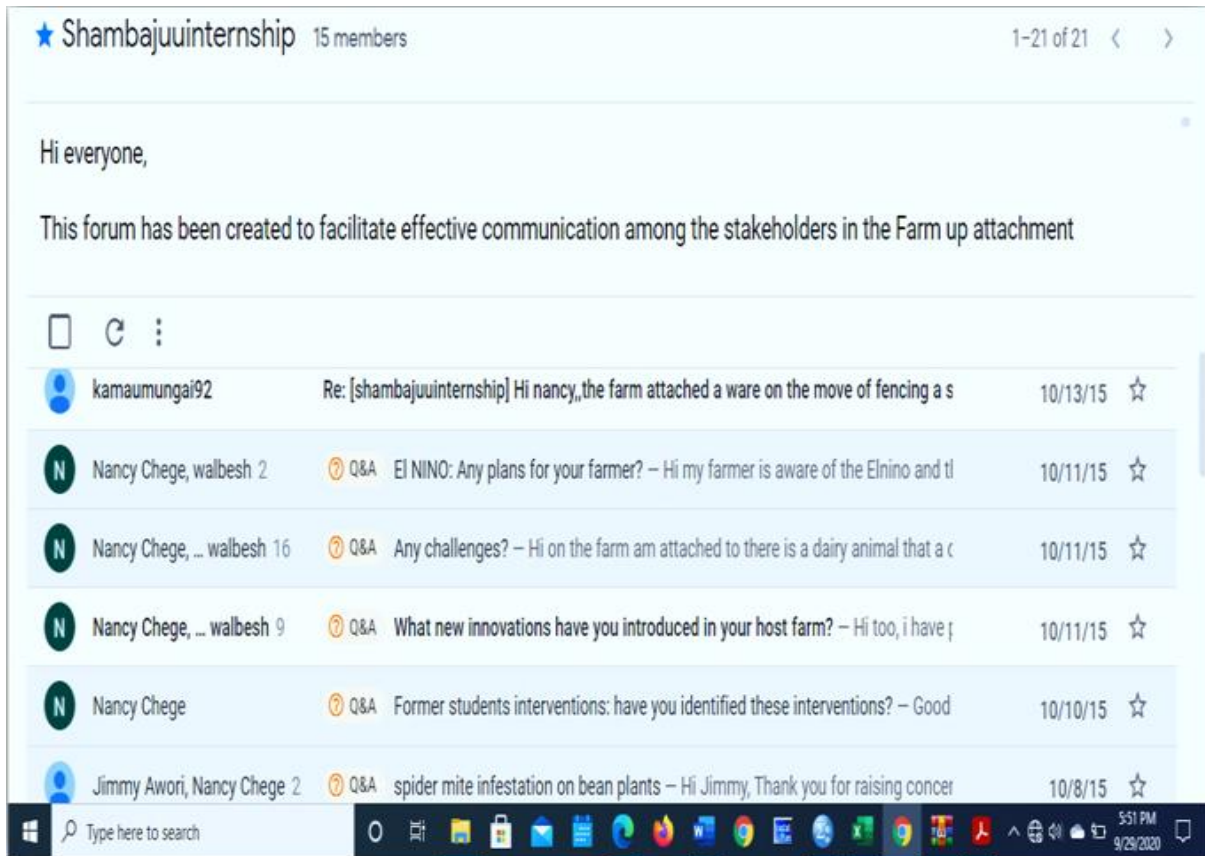 Shambajuuinternship 15 members 1–21 of 21
Hi everyone,
This forum has been created to facilitate effective communication among the stakeholders in the Farm up attachment
kamaumungai92 Re: [shambajuuinternship] Hi nancy,,the farm attached a ware on the move of fencing a s 10/13/15
N Nancy Chege, walbesh 2 Q&A El NINO: Any plans for your farmer? – Hi my farmer is aware of the Elnino and tl 10/11/15
N Nancy Chege, ... walbesh 16 Q&A Any challenges? – Hi on the farm am attached to there is a dairy animal that a c 10/11/15
N Nancy Chege, ... walbesh 9 Q&A What new innovations have you introduced in your host farm? – Hi too, i have 10/11/15
N Nancy Chege Q&A Former students interventions: have you identified these interventions? – Good 10/10/15
Jimmy Awori, Nancy Chege 2 Q&A spider mite infestation on bean plants – Hi Jimmy, Thank you for raising concer 10/8/15
Type here to search 5:51 PM
9/29/2020